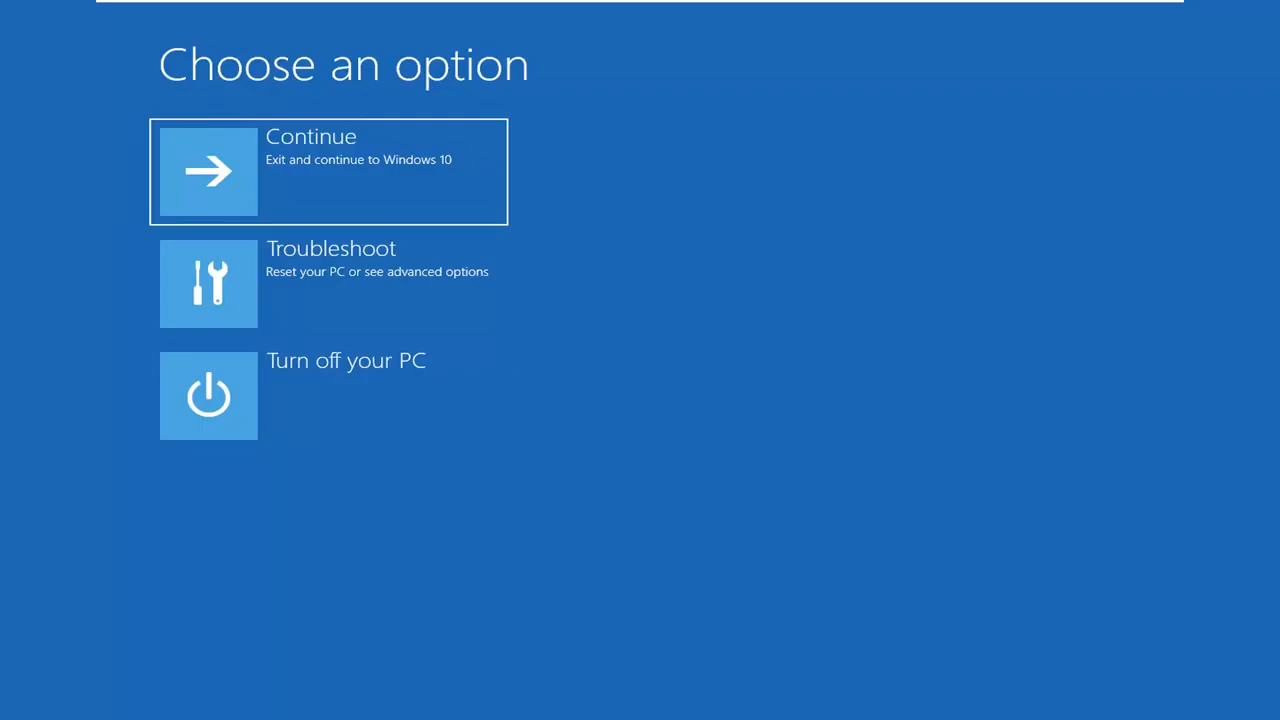 Choose an option
Continue
Exit and continue to Windows 10
Troubleshoot
Reset your PC or see advanced options
Turn off your PC